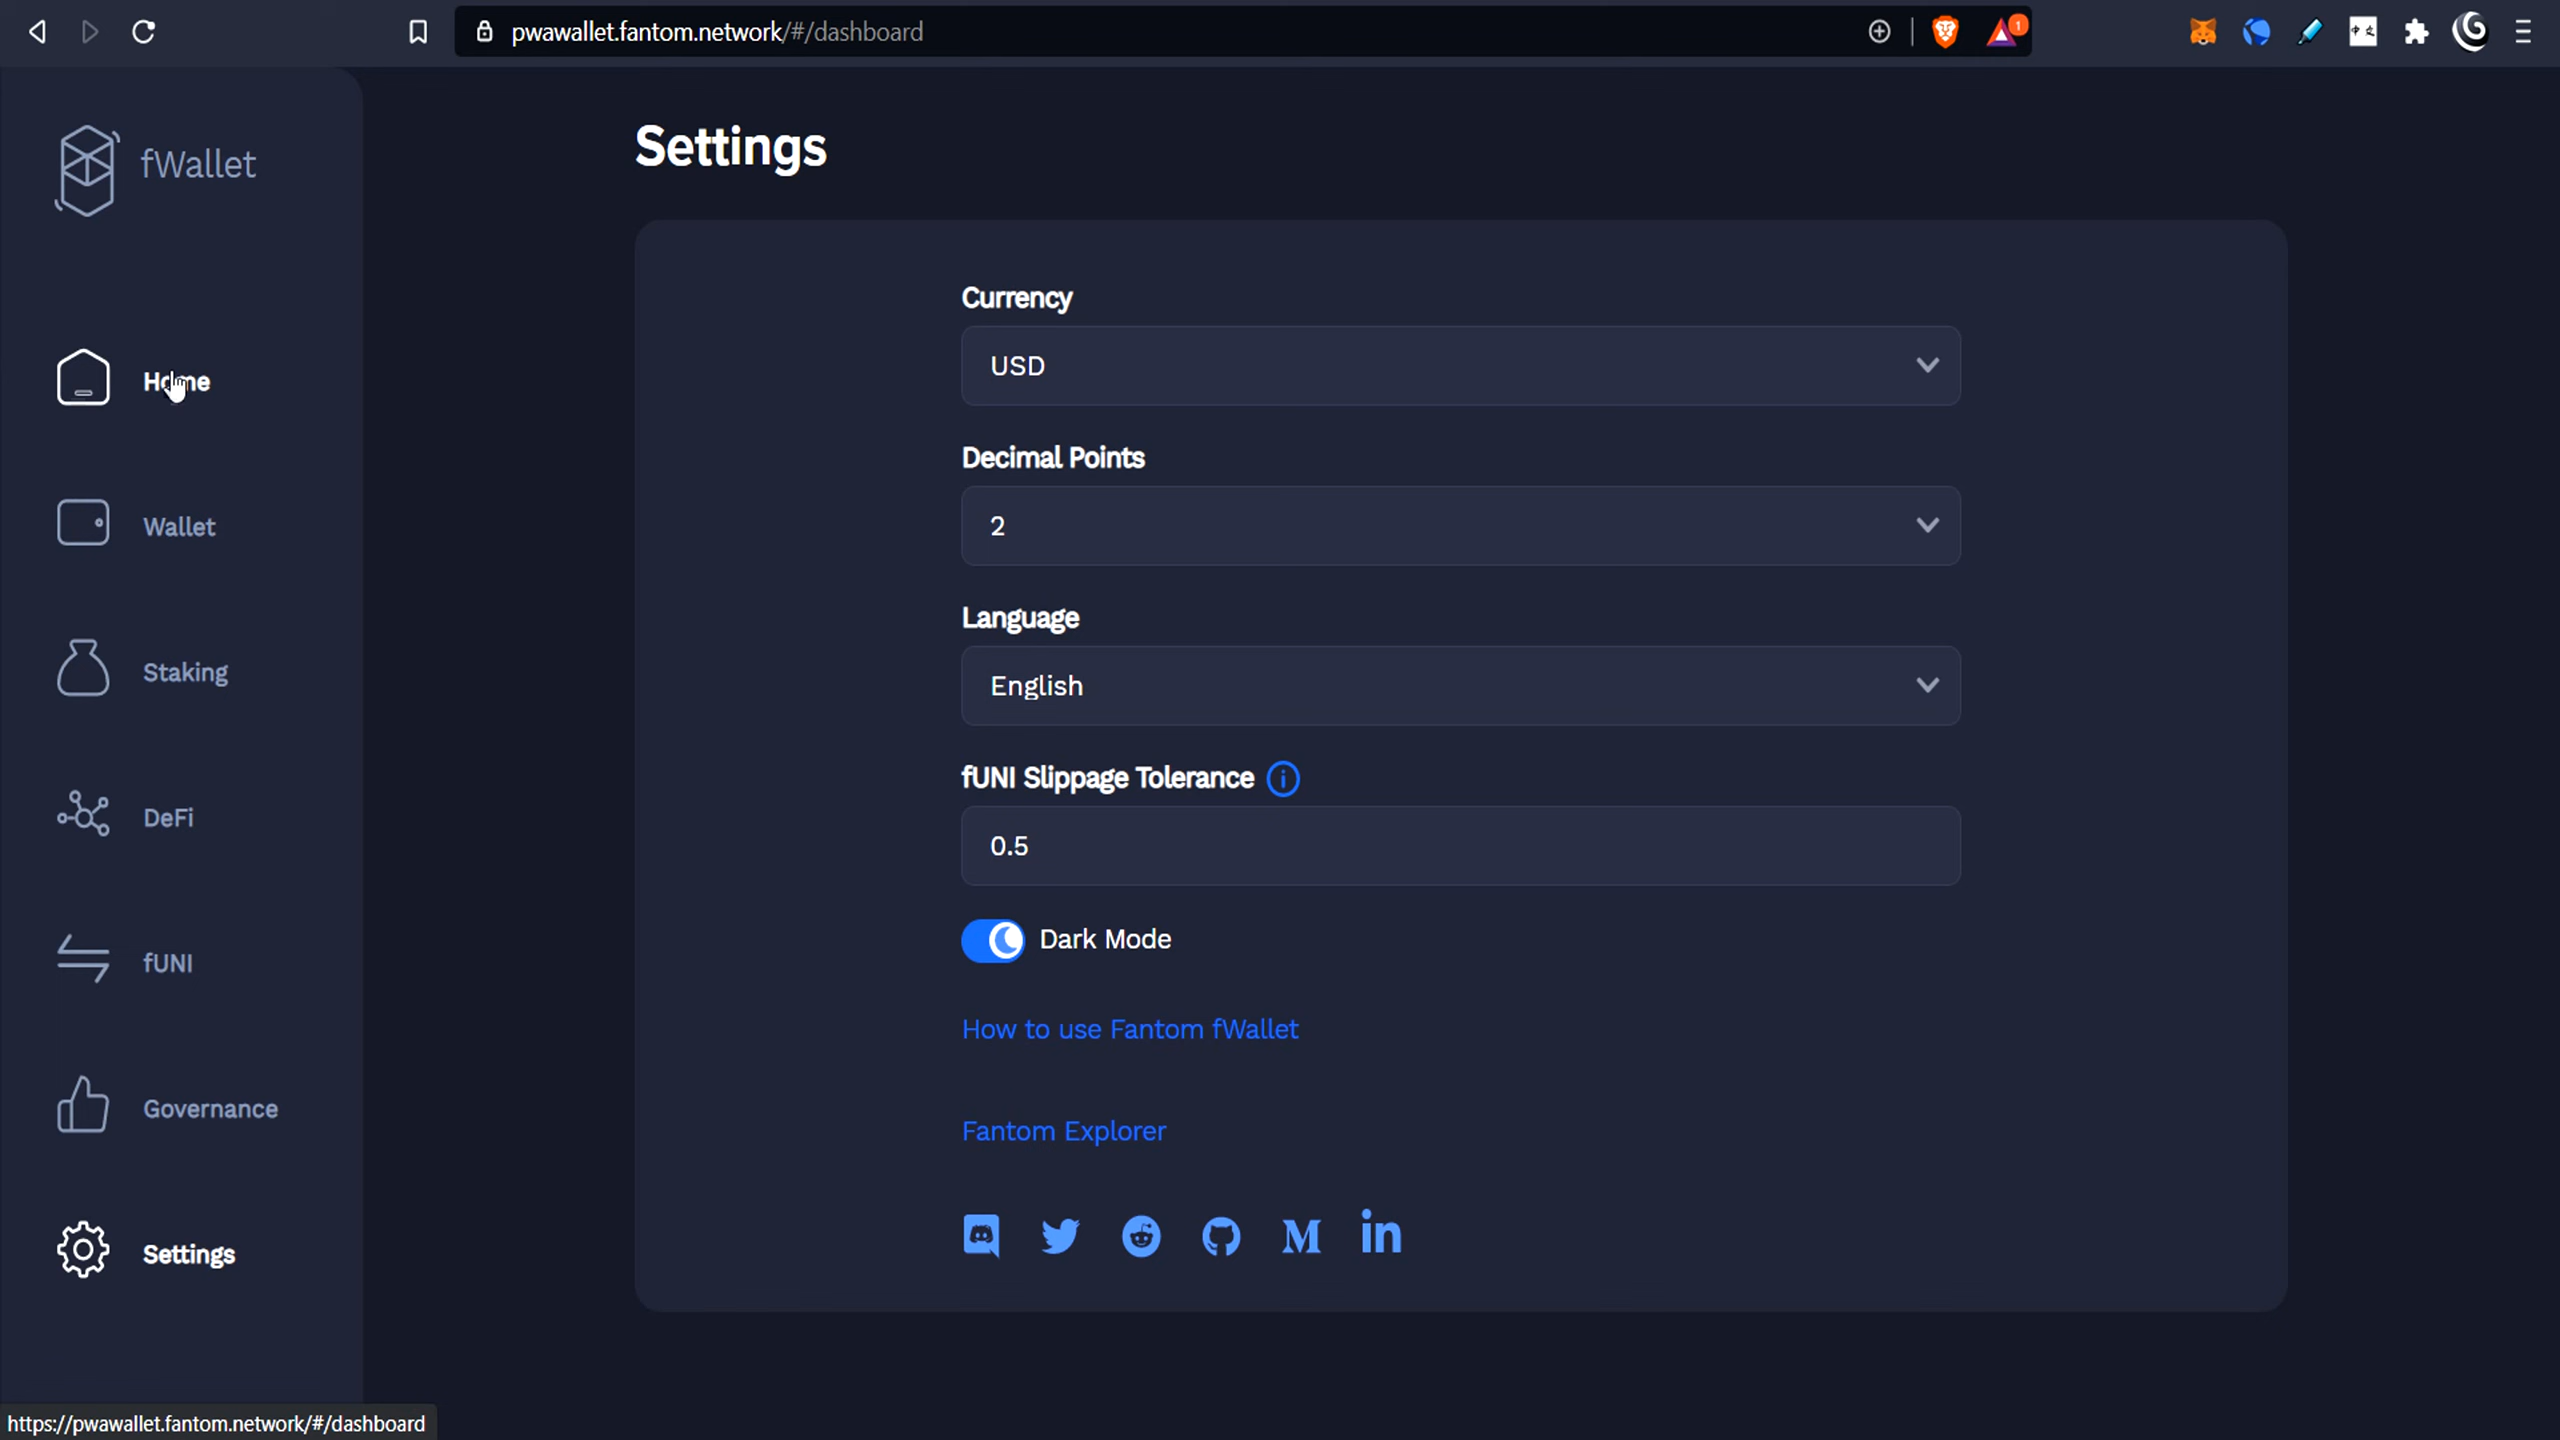 pwawallet.fantom.network/#/dashboard
1
fWallet
Home
Wallet
Staking
DeFi
fUNI
Governance
Settings
Settings
Currency
USD
Decimal Points
2
Language
English
fUNI Slippage Tolerance
0.5
Dark Mode
How to use Fantom fWallet
Fantom Explorer
https://pwawallet.fantom.network/#/dashboard